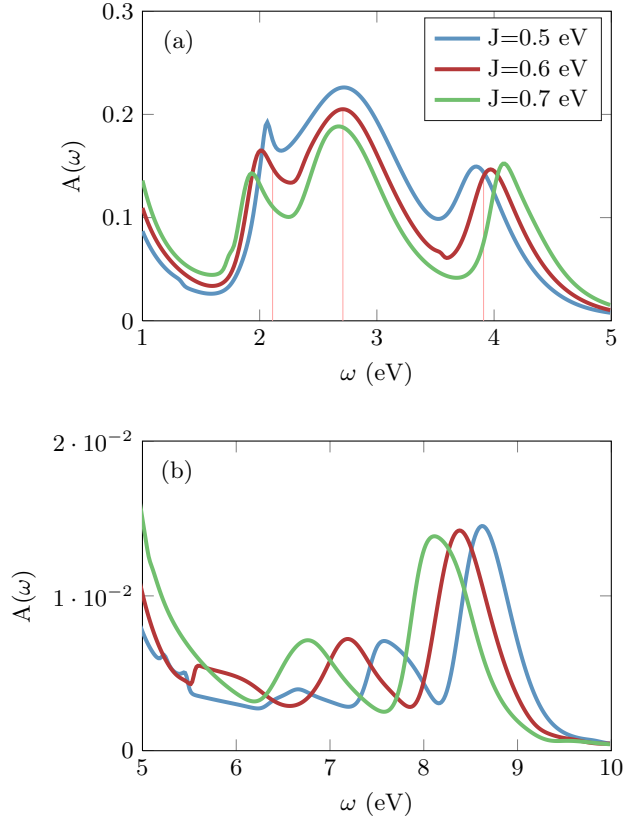 0.3
(a)
J=0.5 eV
J=0.6 eV
J=0.7 eV
0.2
A(ω)
0.1
0
1 2 3 4 5
ω (eV)
2 · 10⁻²
(b)
A(ω)
1 · 10⁻²
0
5 6 7 8 9 10
ω (eV)